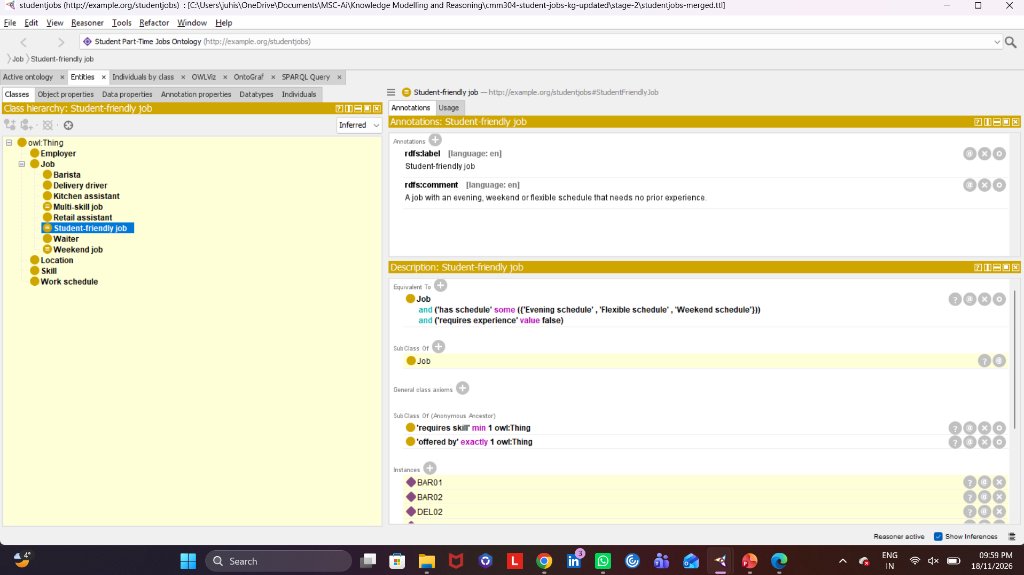 studentjobs (http://example.org/studentjobs) : [C:\Users\juhis\OneDrive\Documents\MSC-Ai\Knowledge Modelling and Reasoning\cmm304-student-jobs-kg-updated\stage-2\studentjobs-merged.ttl]
File Edit View Reasoner Tools Refactor Window Help
Student Part-Time Jobs Ontology (http://example.org/studentjobs)
Job Student-friendly job
Active ontology × Entities × Individuals by class × OWLViz × OntoGraf × SPARQL Query ×
Classes Object properties Data properties Annotation properties Datatypes Individuals
Class hierarchy: Student-friendly job
Inferred
owl:Thing
Employer
Job
Barista
Delivery driver
Kitchen assistant
Multi-skill job
Retail assistant
Student-friendly job
Waiter
Weekend job
Location
Skill
Work schedule
Student-friendly job — http://example.org/studentjobs#StudentFriendlyJob
Annotations Usage
Annotations: Student-friendly job
Annotations
rdfs:label [language: en]
Student-friendly job
rdfs:comment [language: en]
A job with an evening, weekend or flexible schedule that needs no prior experience.
Description: Student-friendly job
Equivalent To
Job
and ('has schedule' some ({'Evening schedule' , 'Flexible schedule' , 'Weekend schedule'}))
and ('requires experience' value false)
SubClass Of
Job
General class axioms
SubClass Of (Anonymous Ancestor)
'requires skill' min 1 owl:Thing
'offered by' exactly 1 owl:Thing
Instances
BAR01
BAR02
DEL02
Reasoner active Show Inferences
4°
Search
3
ENG
IN
09:59 PM
18/11/2026